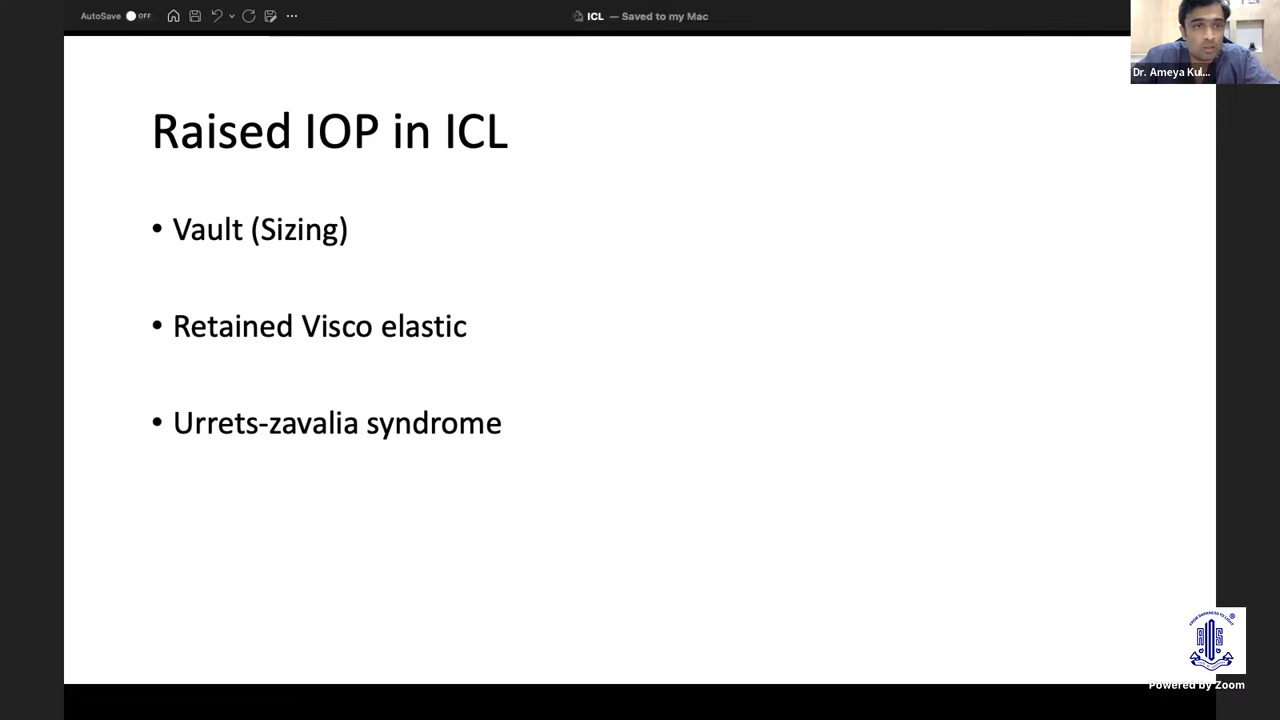 AutoSave OFF
ICL — Saved to my Mac
Dr. Ameya Kul...
Raised IOP in ICL
• Vault (Sizing)
• Retained Visco elastic
• Urrets-zavalia syndrome
Powered by Zoom